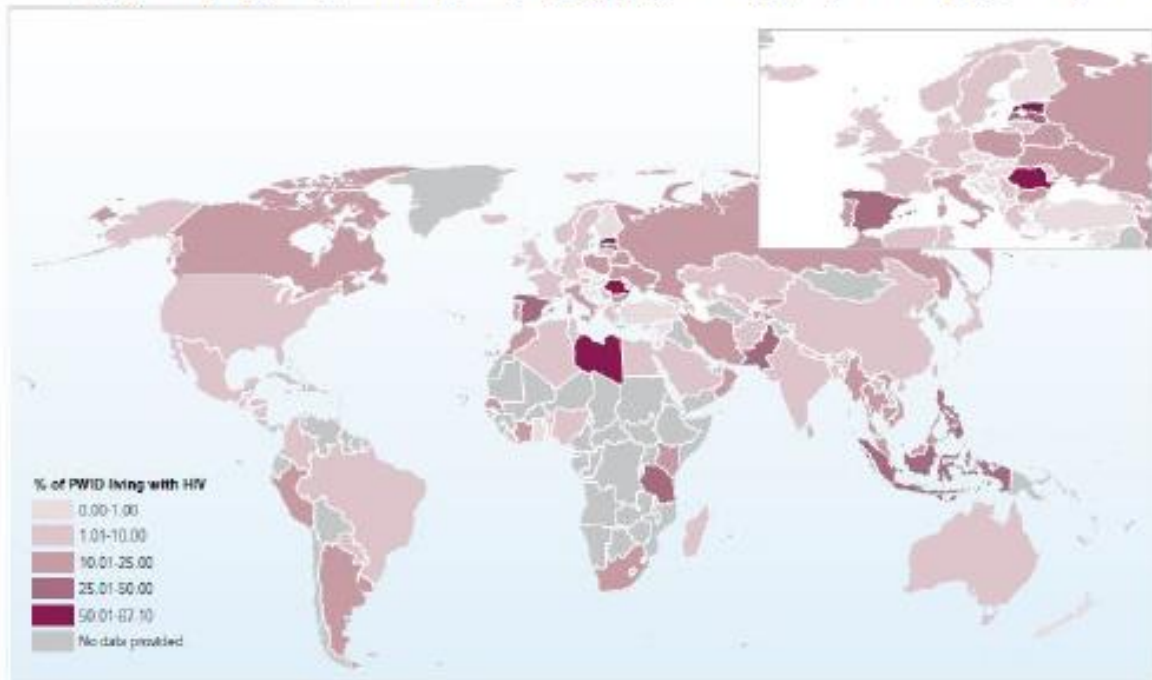 % of PWID living with HIV
0.00-1.00
1.01-10.00
10.01-25.00
25.01-50.00
50.01-67.10
No data provided